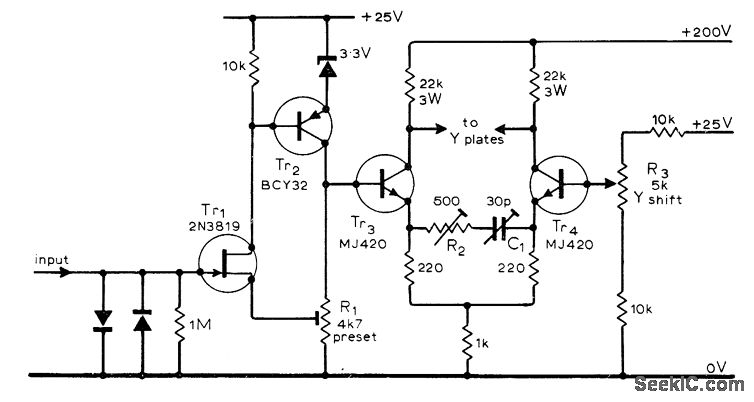 +25V
+200V
10k
3·3V
22k
3W
22k
3W
to
Y plates
10k
+25V
Tr2
BCY32
R3
5k
Y shift
Tr1
2N3819
Tr3
MJ420
500
R2
30p
C1
Tr4
MJ420
input
220
220
1M
R1
4k7
preset
1k
10k
0V
SeekIC.com